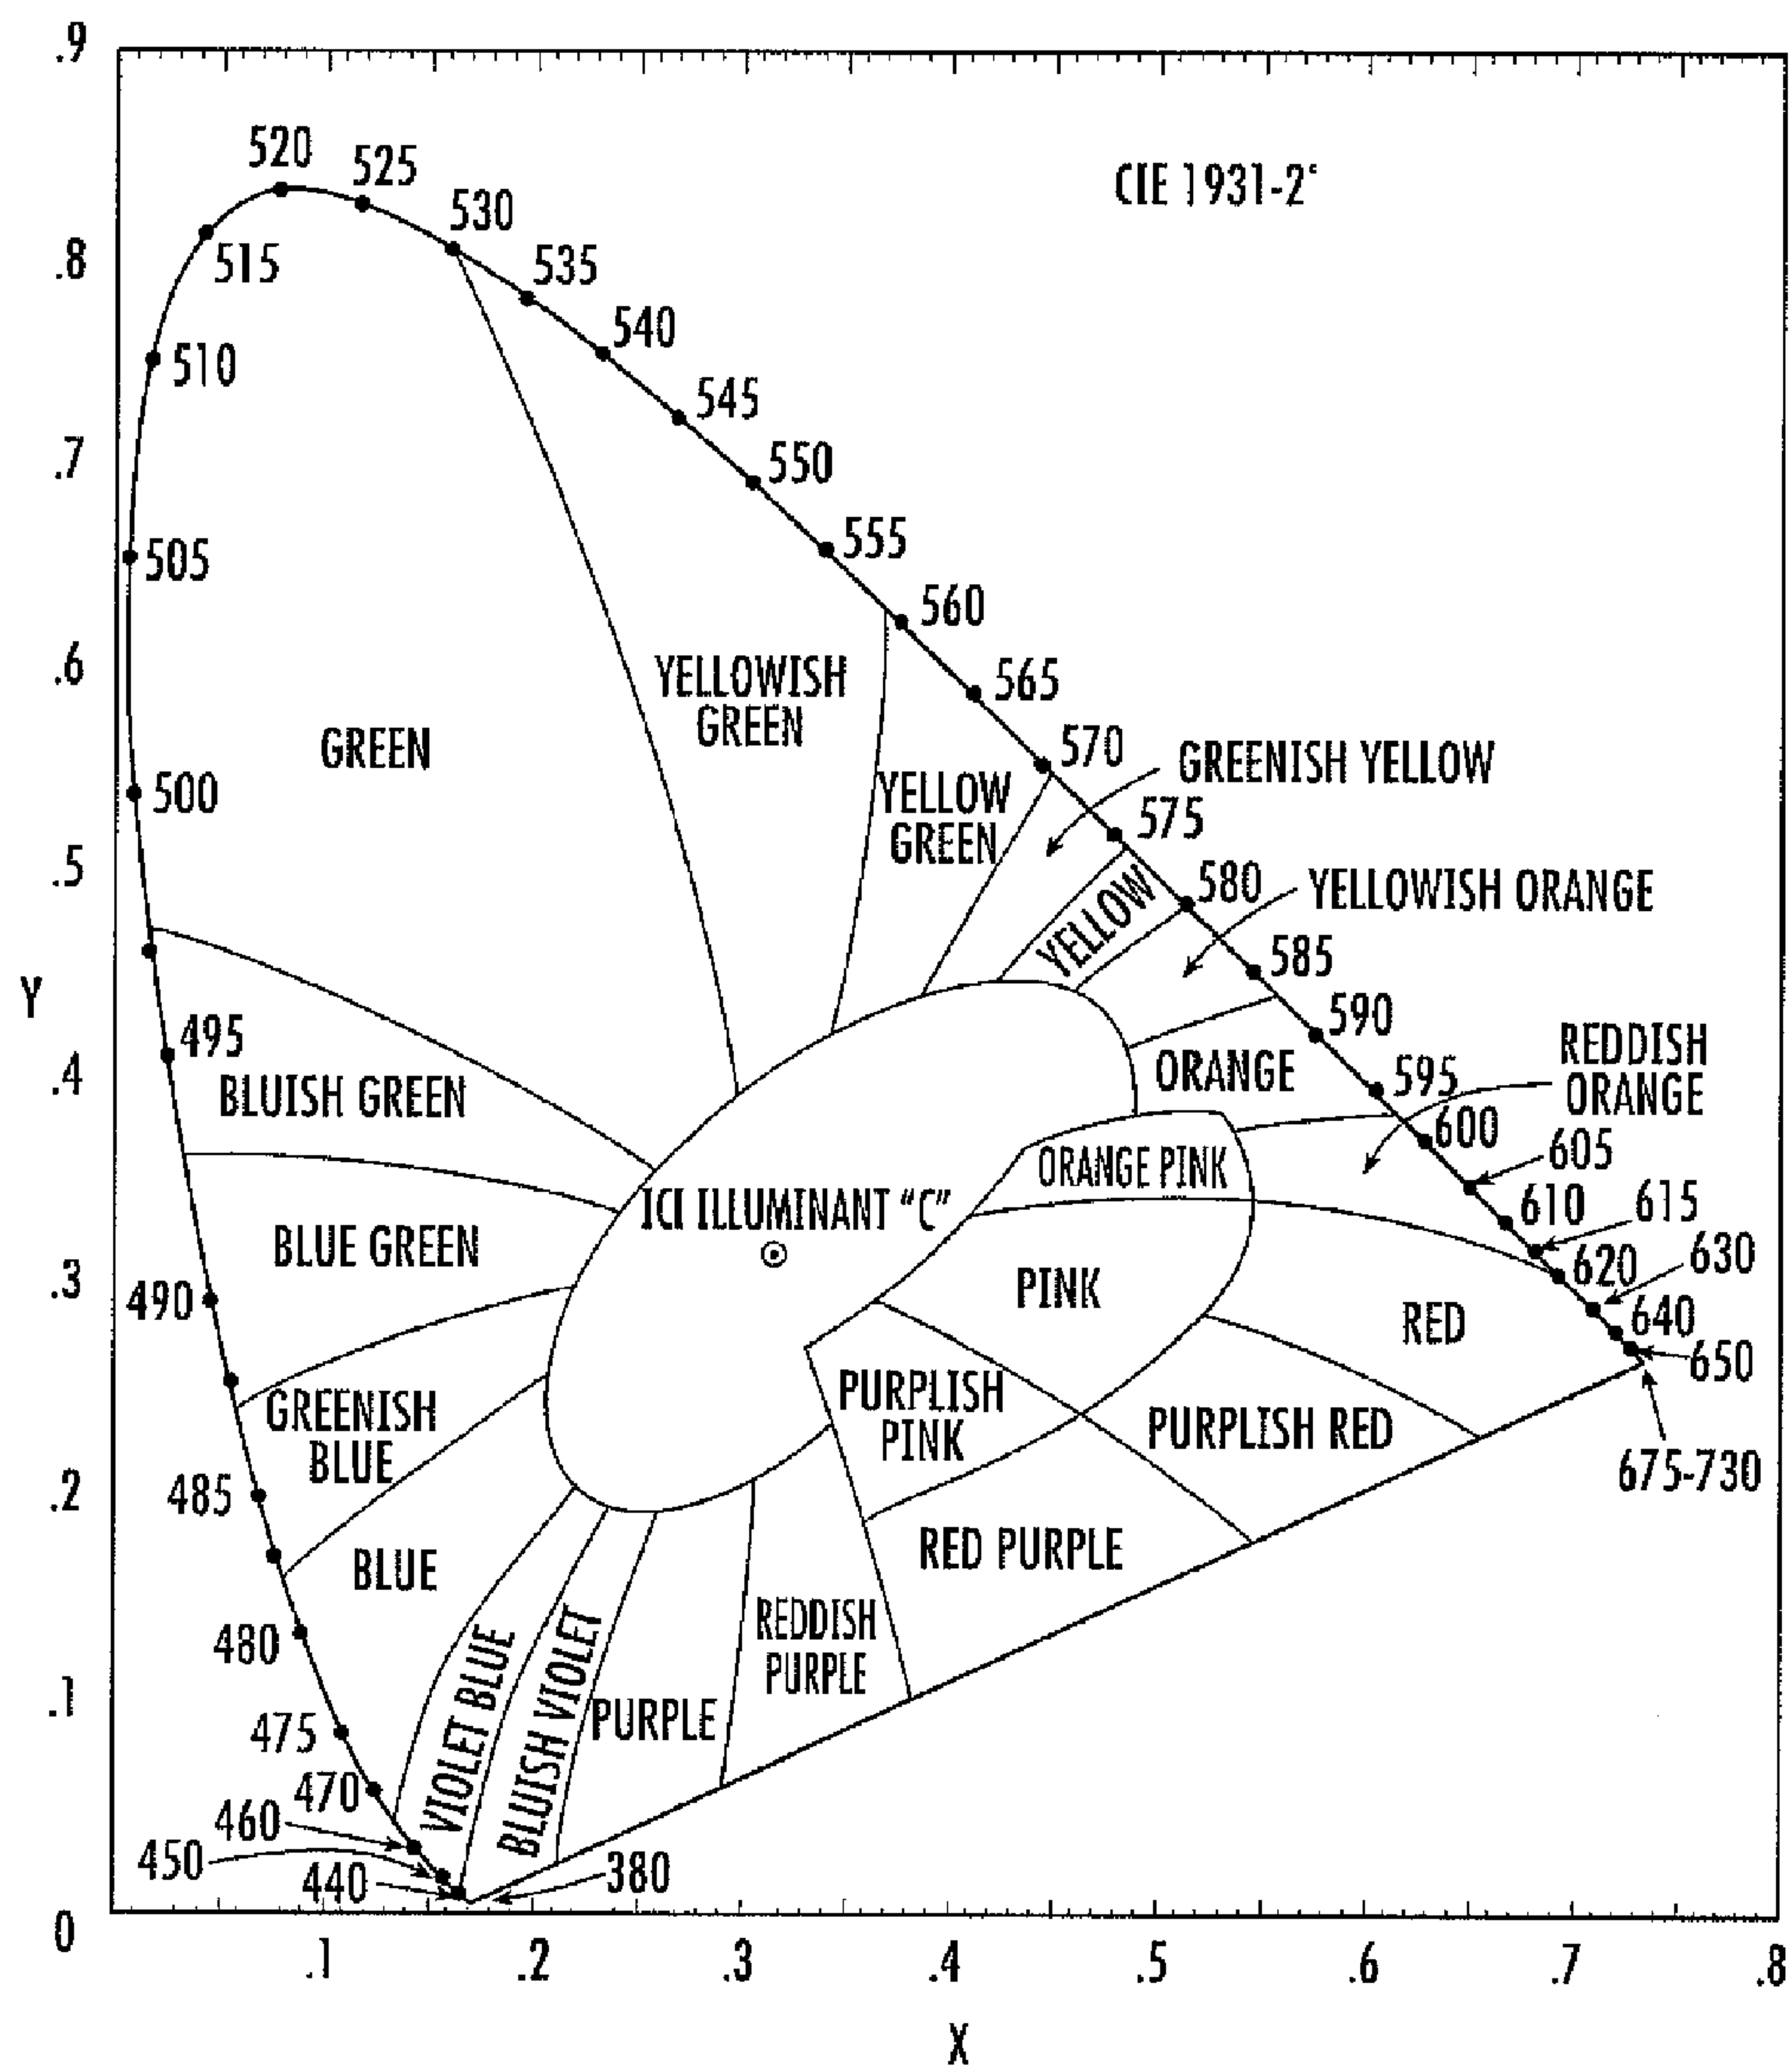 .9
520
525
CIE 1931-2°
530
.8
515
535
540
510
545
.7
550
505
555
560
.6
YELLOWISH
GREEN
565
GREEN
570
GREENISH YELLOW
500
YELLOW
GREEN
575
.5
580
YELLOWISH ORANGE
YELLOW
585
Y
590
495
REDDISH
ORANGE
.4
BLUISH GREEN
ORANGE
595
600
605
ORANGE PINK
ICI ILLUMINANT "C"
610
615
BLUE GREEN
620
630
.3
490
PINK
RED
640
650
GREENISH
BLUE
PURPLISH
PINK
PURPLISH RED
675-730
.2
485
BLUE
RED PURPLE
480
REDDISH
PURPLE
.1
475
VIOLET BLUE
BLUISH VIOLET
PURPLE
470
460
450
440
380
0
.1
.2
.3
.4
.5
.6
.7
.8
X